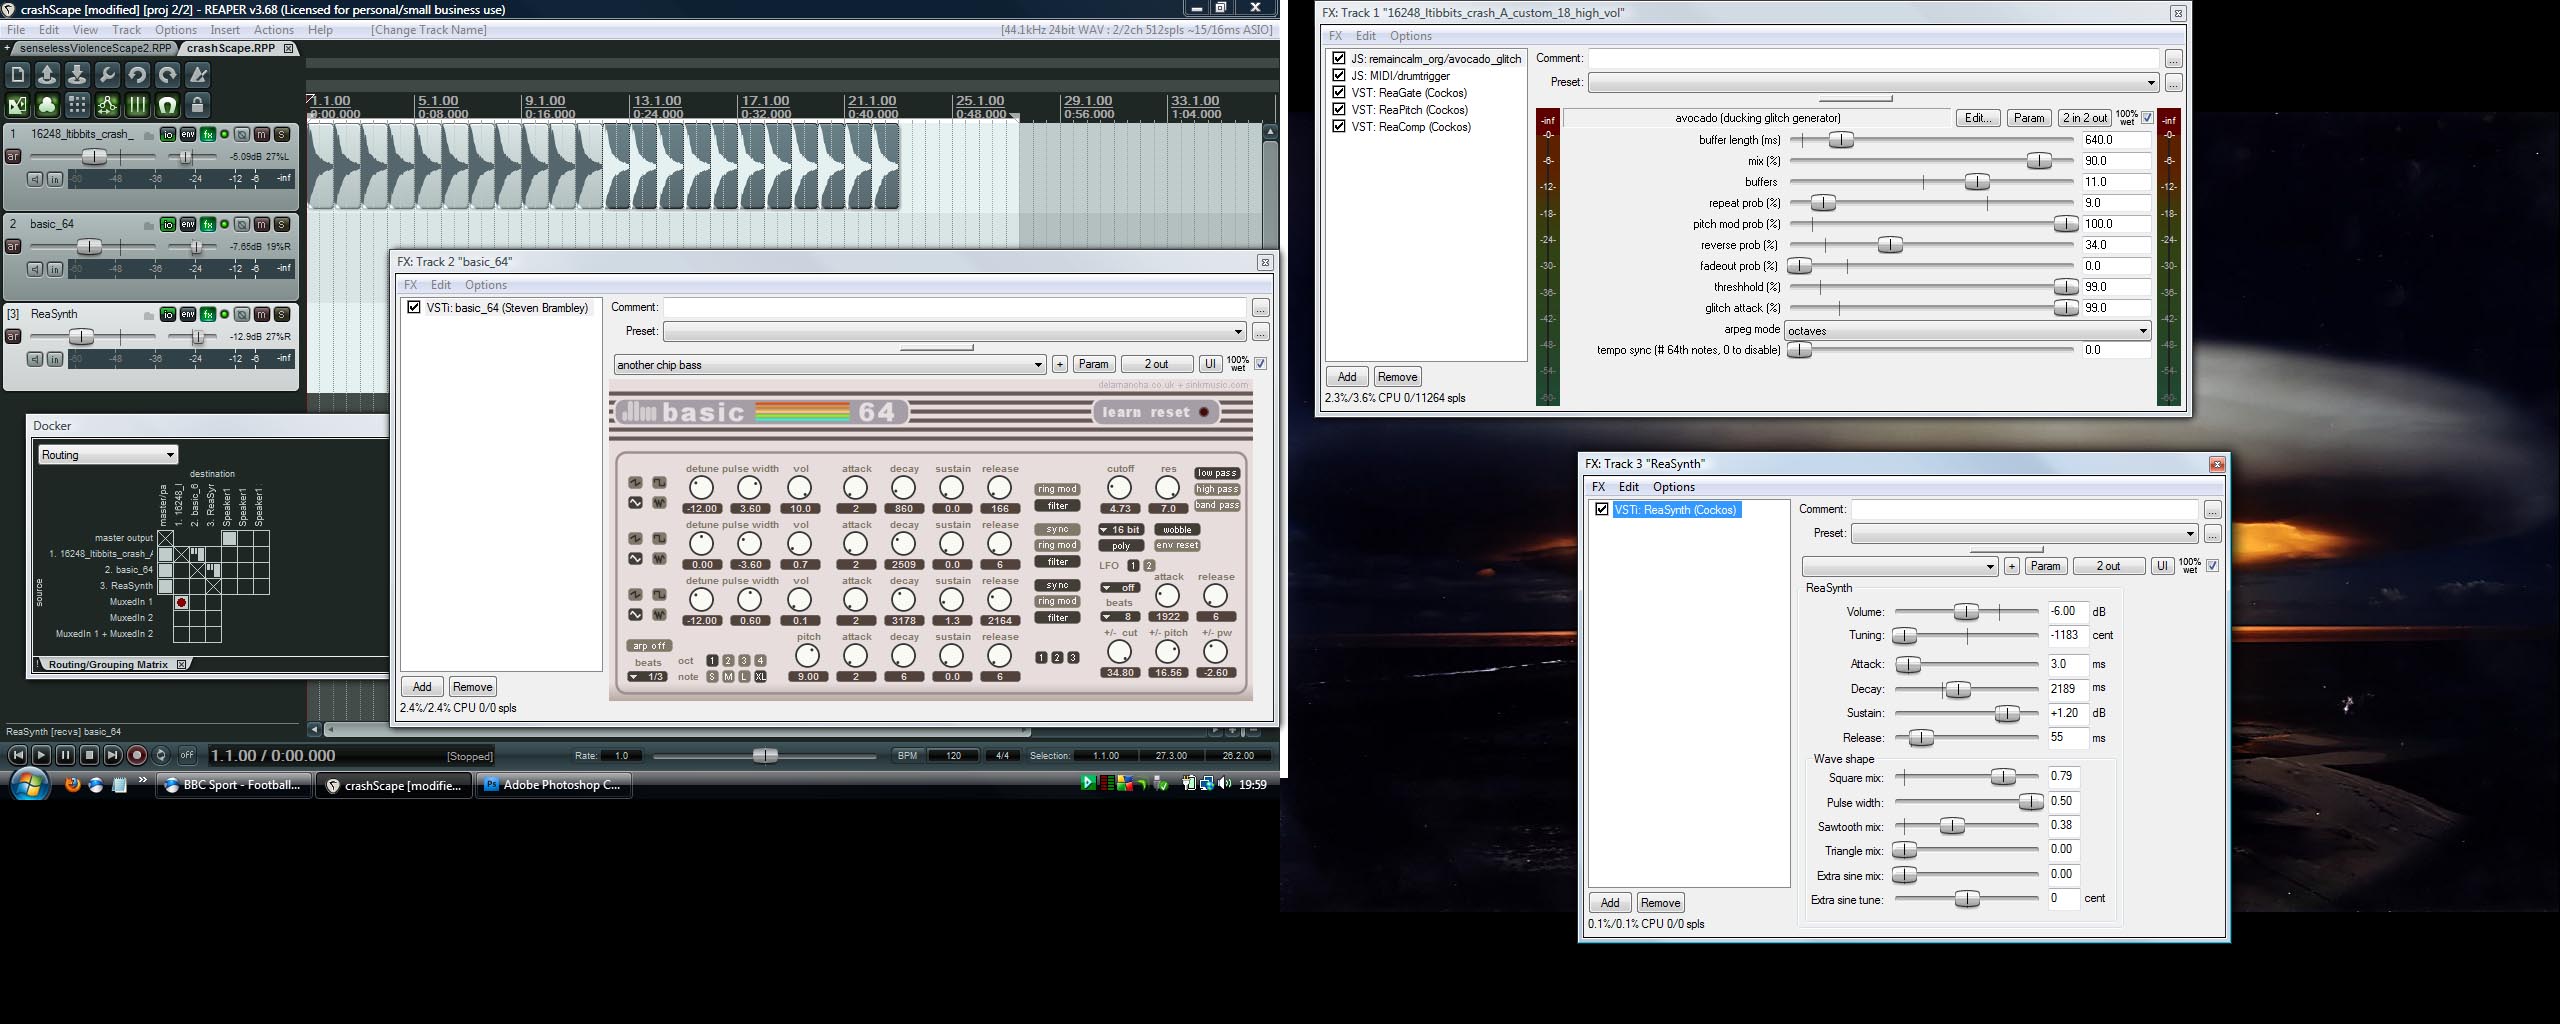 crashScape [modified] [proj 2/2] - REAPER v3.68 (Licensed for personal/small business use)
File Edit View Track Options Insert Actions Help [Change Track Name] [44.1kHz 24bit WAV : 2/2ch 512spls ~15/16ms ASIO]
senselessViolenceScape2.RPP crashScape.RPP
1.1.00 5.1.00 9.1.00 13.1.00 17.1.00 21.1.00 25.1.00 29.1.00 33.1.00
0:00.000 0:08.000 0:16.000 0:24.000 0:32.000 0:40.000 0:48.000 0:56.000 1:04.000
1 16248_ltibbits_crash_ io env fx m s
ar -6.09dB 27%L
in -60 -48 -36 -24 -12 -6 -inf
2 basic_64 io env fx m s
ar -7.65dB 19%R
in -60 -48 -36 -24 -12 -6 -inf
[3] ReaSynth io env fx m s
ar -12.9dB 27%R
in -60 -48 -36 -24 -12 -6 -inf
Docker
Routing
destination
master/pa 1. 16248_l 2. basic_6 3. ReaSyr Speaker1 Speaker1 Speaker1
source
master output
1. 16248_ltibbits_crash_A
2. basic_64
3. ReaSynth
MuxedIn 1
MuxedIn 2
MuxedIn 1 + MuxedIn 2
Routing/Grouping Matrix
ReaSynth [recvs] basic_64
1.1.00 / 0:00.000 [Stopped] Rate: 1.0 BPM 120 4/4 Selection: 1.1.00 27.3.00 26.2.00
OFF
BBC Sport - Football... crashScape [modifie... Adobe Photoshop C... 19:59
FX: Track 2 "basic_64"
FX Edit Options
VSTi: basic_64 (Steven Brambley)
Comment:
Preset:
another chip bass + Param 2 out UI 100% wet
delamancha.co.uk + sinkmusic.com
dlm basic 64 learn reset
detune pulse width vol attack decay sustain release cutoff res low pass
ring mod high pass
filter band pass
-12.00 3.60 10.0 2 860 0.0 166 4.73 7.0
detune pulse width vol attack decay sustain release sync 16 bit wobble
ring mod poly env reset
0.00 -3.60 0.7 2 2509 0.0 6 filter LFO 1 2
detune pulse width vol attack decay sustain release sync off attack release
ring mod beats
-12.00 0.60 0.1 2 3178 1.3 2164 filter 8 1922 6
arp off pitch attack decay sustain release +/- cut +/- pitch +/- pw
beats oct 1 2 3 4 1 2 3
1/3 note S M L XL 9.00 2 6 0.0 6 34.80 16.56 -2.60
Add Remove
2.4%/2.4% CPU 0/0 spls
FX: Track 1 "16248_ltibbits_crash_A_custom_18_high_vol"
FX Edit Options
JS: remaincalm_org/avocado_glitch
JS: MIDI/drumtrigger
VST: ReaGate (Cockos)
VST: ReaPitch (Cockos)
VST: ReaComp (Cockos)
Comment:
Preset:
avocado (ducking glitch generator) Edit... Param 2 in 2 out 100% wet
-inf -0- -6- -12- -18- -24- -30- -36- -42- -48- -54- -60-
buffer length (ms) 640.0
mix (%) 90.0
buffers 11.0
repeat prob (%) 9.0
pitch mod prob (%) 100.0
reverse prob (%) 34.0
fadeout prob (%) 0.0
threshhold (%) 99.0
glitch attack (%) 99.0
arpeg mode octaves
tempo sync (# 64th notes, 0 to disable) 0.0
-inf -0- -6- -12- -18- -24- -30- -36- -42- -48- -54- -60-
Add Remove
2.3%/3.6% CPU 0/11264 spls
FX: Track 3 "ReaSynth"
FX Edit Options
VSTi: ReaSynth (Cockos)
Comment:
Preset:
+ Param 2 out UI 100% wet
ReaSynth
Volume: -6.00 dB
Tuning: -1183 cent
Attack: 3.0 ms
Decay: 2189 ms
Sustain: +1.20 dB
Release: 55 ms
Wave shape
Square mix: 0.79
Pulse width: 0.50
Sawtooth mix: 0.38
Triangle mix: 0.00
Extra sine mix: 0.00
Extra sine tune: 0 cent
Add Remove
0.1%/0.1% CPU 0/0 spls